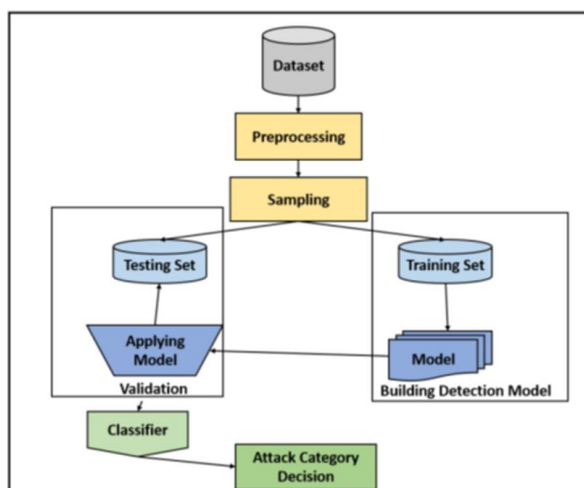 Dataset
Preprocessing
Sampling
Testing Set
Training Set
Applying
Model
Model
Validation
Building Detection Model
Classifier
Attack Category
Decision